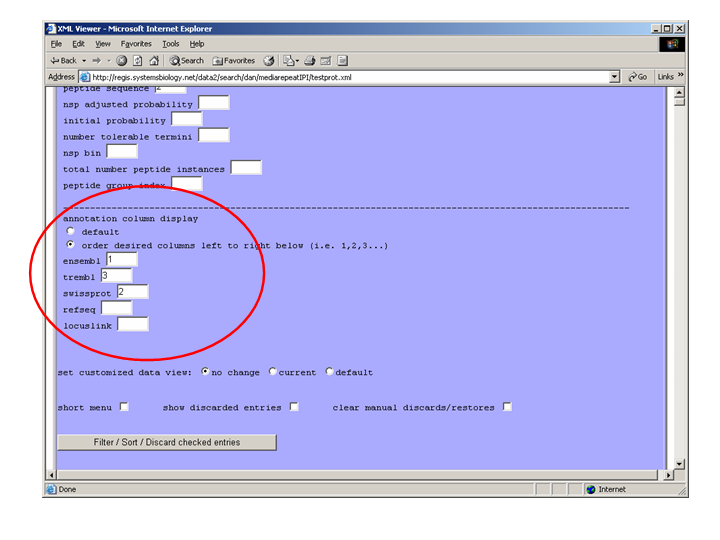 XML Viewer - Microsoft Internet Explorer
File Edit View Favorites Tools Help
Back Search Favorites
Address http://regis.systemsbiology.net/data2/search/dan/mediarepeatIPI/testprot.xml Go Links »
peptide sequence 2
nsp adjusted probability
initial probability
number tolerable termini
nsp bin
total number peptide instances
peptide group index
annotation column display
default
order desired columns left to right below (i.e. 1,2,3...)
ensembl 1
trembl 3
swissprot 2
refseq
locuslink
set customized data view: no change current default
short menu show discarded entries clear manual discards/restores
Filter / Sort / Discard checked entries
Done Internet